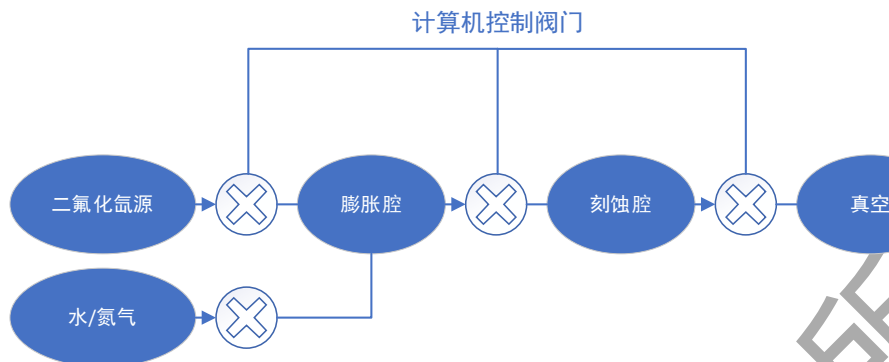 计算机控制阀门
二氟化氙源
膨胀腔
刻蚀腔
真空
水/氮气